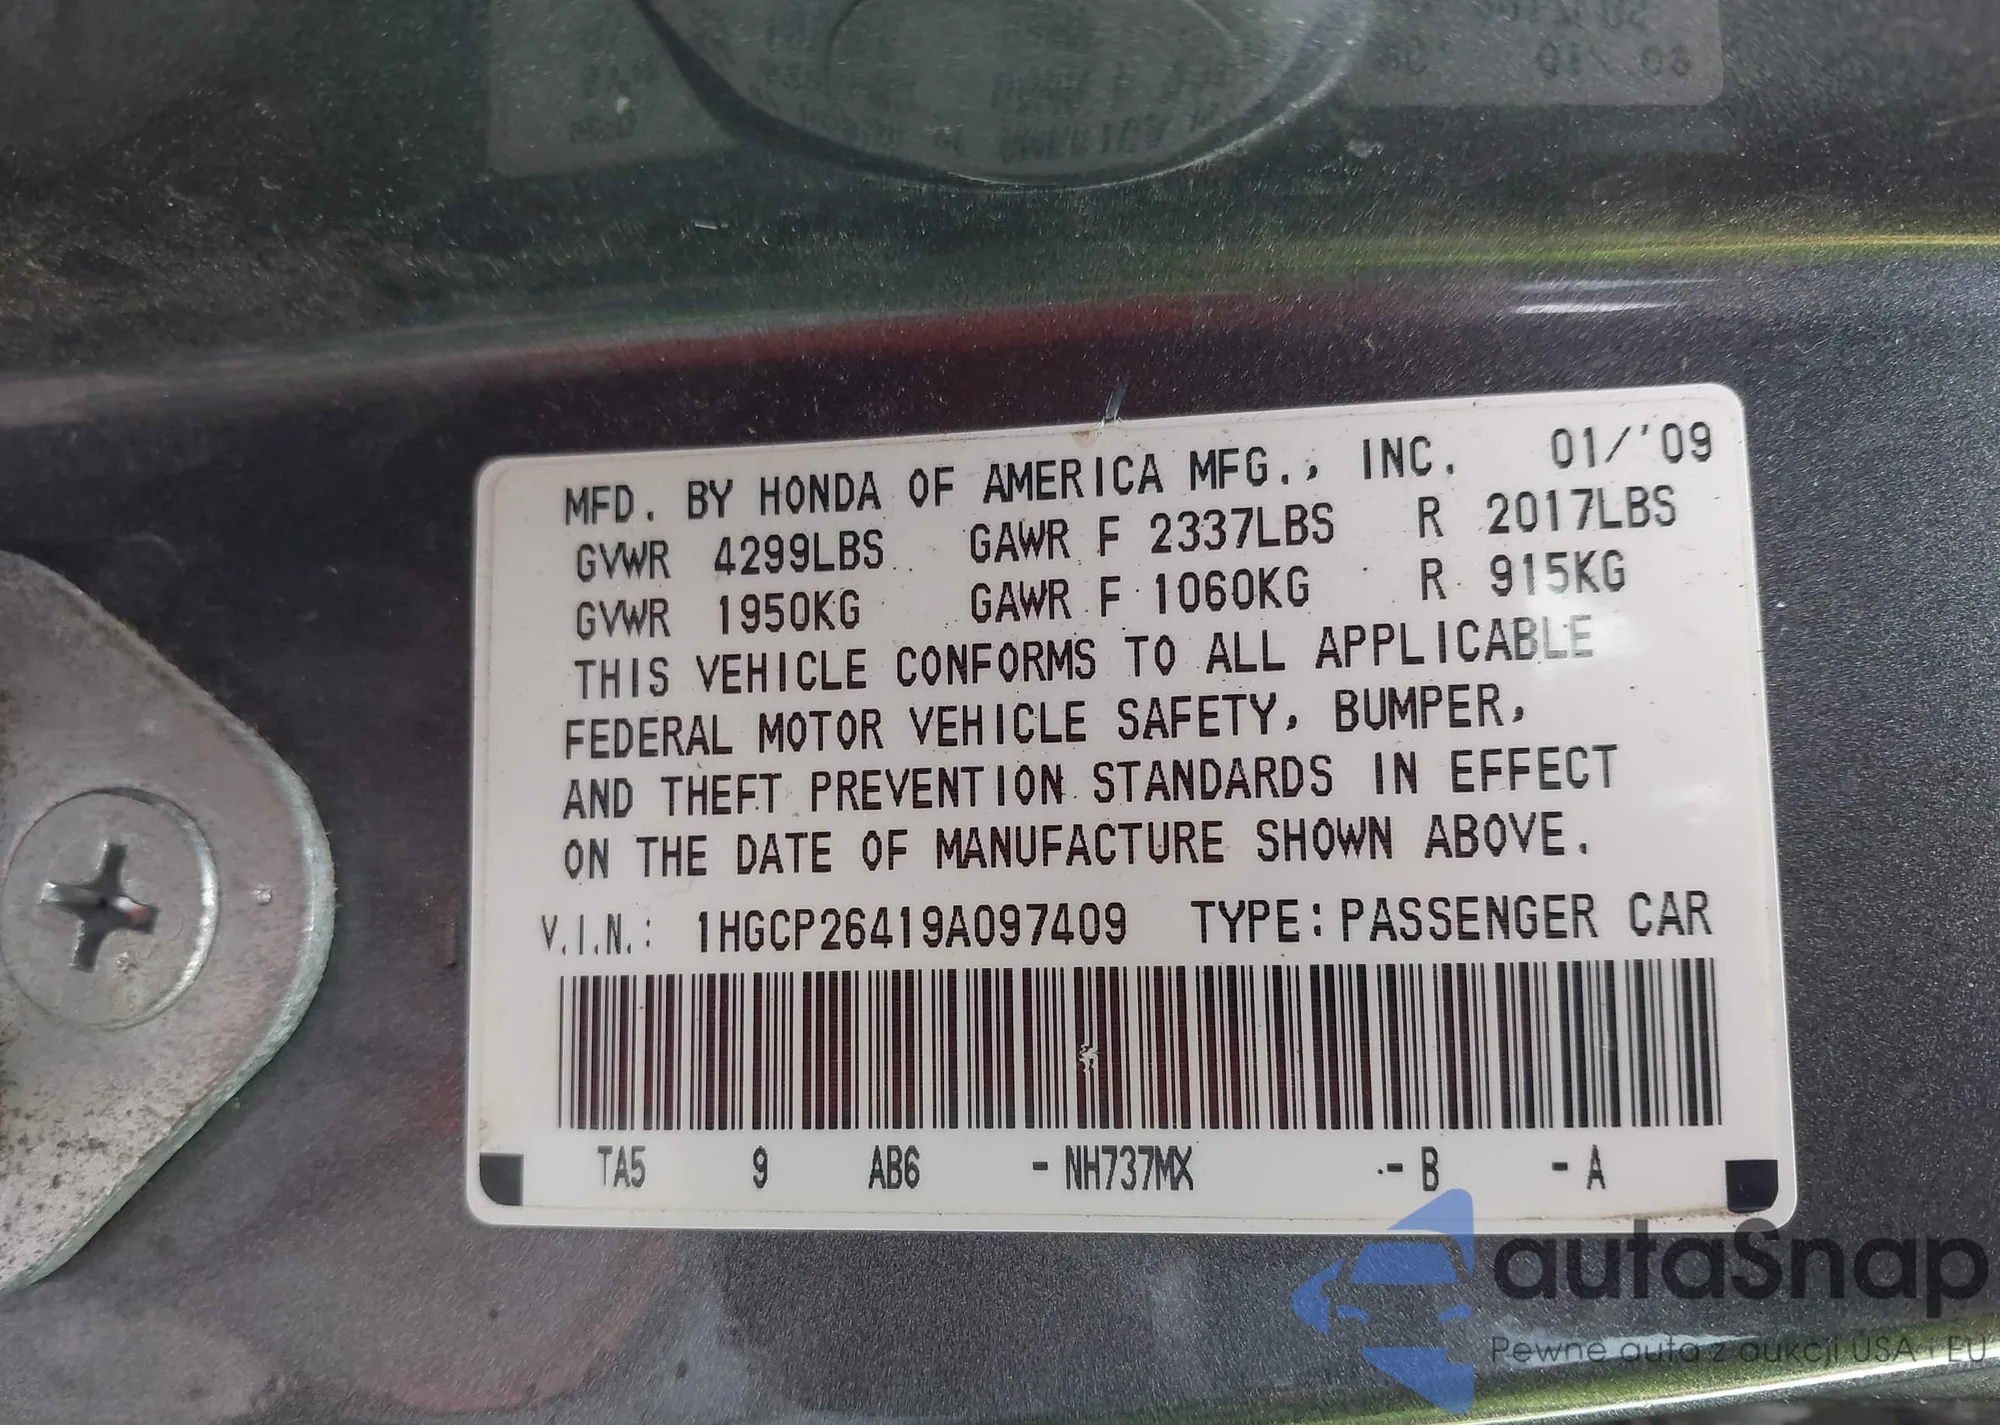 MFD. BY HONDA OF AMERICA MFG., INC. 01/'09
GVWR 4299LBS GAWR F 2337LBS R 2017LBS
GVWR 1950KG GAWR F 1060KG R 915KG
THIS VEHICLE CONFORMS TO ALL APPLICABLE
FEDERAL MOTOR VEHICLE SAFETY, BUMPER,
AND THEFT PREVENTION STANDARDS IN EFFECT
ON THE DATE OF MANUFACTURE SHOWN ABOVE.
V.I.N.: 1HGCP26419A097409 TYPE: PASSENGER CAR
TA5 9 AB6 - NH737MX - B - A
autaSnap
Pewne auta z aukcji USA i EU